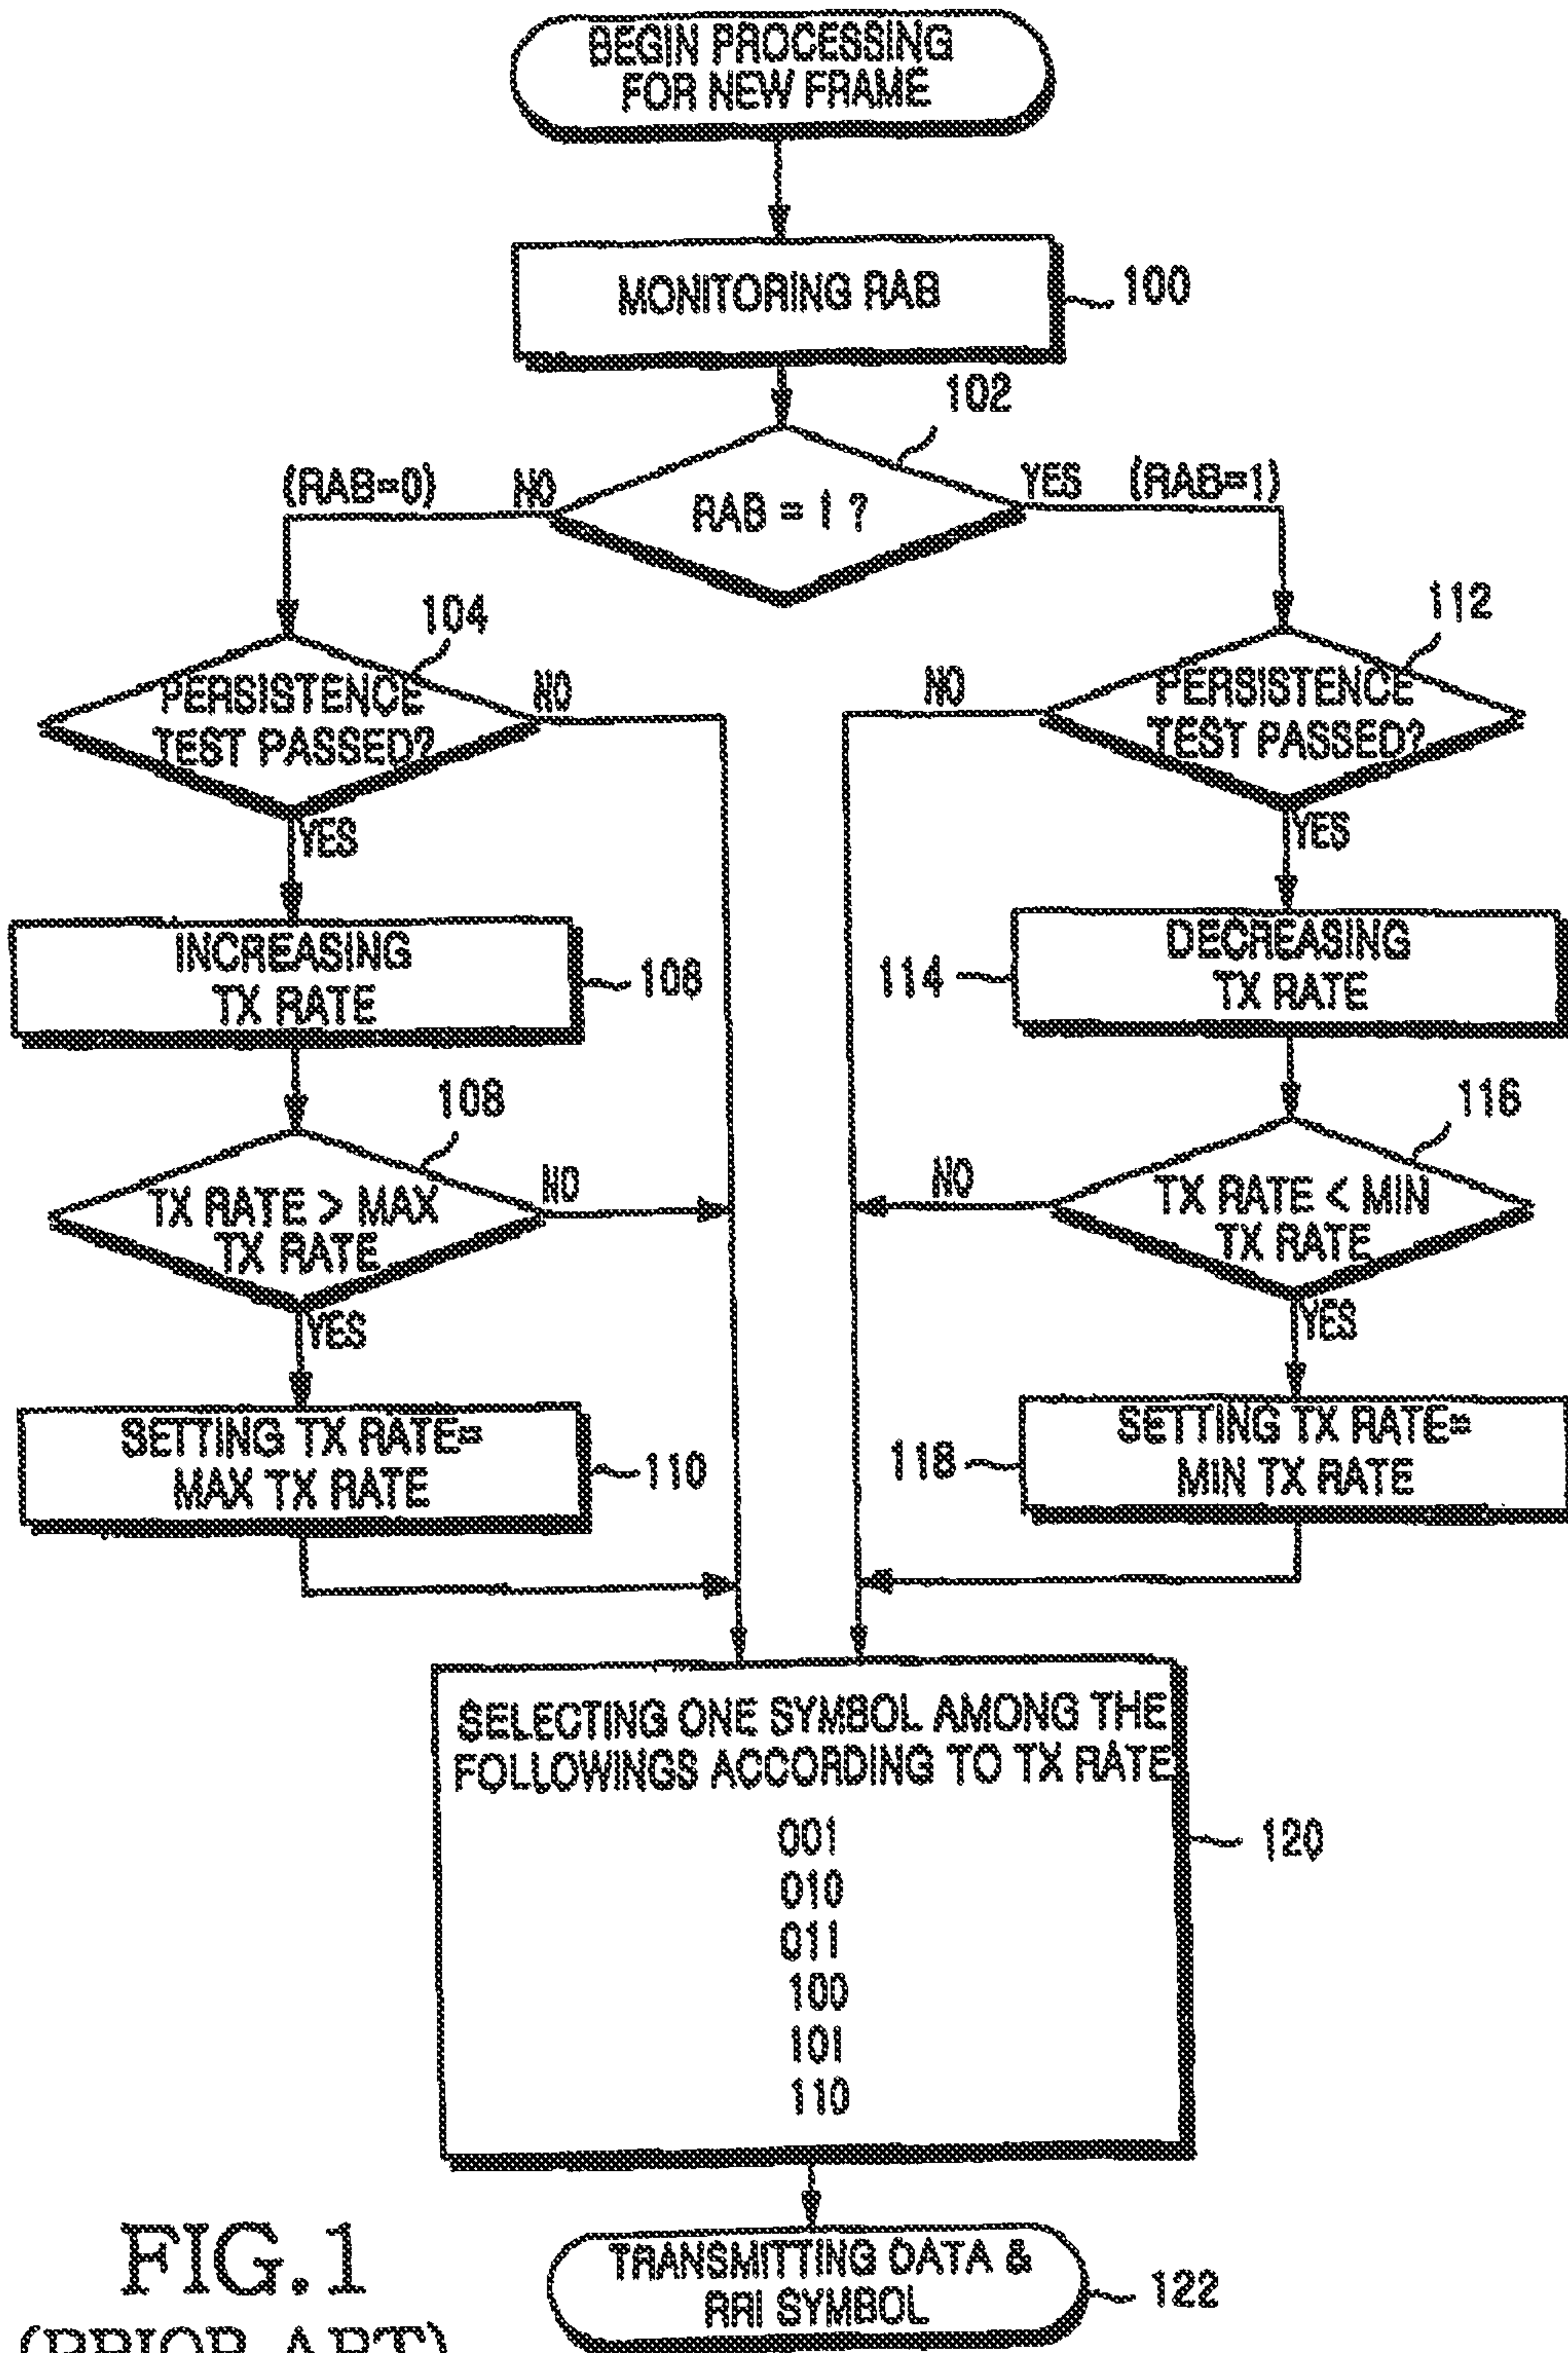 BEGIN PROCESSING
FOR NEW FRAME
MONITORING RAB
100
102
(RAB=0) NO
RAB = 1 ?
YES (RAB=1)
104
PERSISTENCE
TEST PASSED?
NO
YES
112
NO
PERSISTENCE
TEST PASSED?
YES
INCREASING
TX RATE
108
114
DECREASING
TX RATE
108
TX RATE > MAX
TX RATE
NO
YES
116
NO
TX RATE < MIN
TX RATE
YES
SETTING TX RATE=
MAX TX RATE
110
118
SETTING TX RATE=
MIN TX RATE
SELECTING ONE SYMBOL AMONG THE
FOLLOWINGS ACCORDING TO TX RATE
001
010
011
100
101
110
120
TRANSMITTING DATA &
RRI SYMBOL
122
FIG.1
(PRIOR ART)